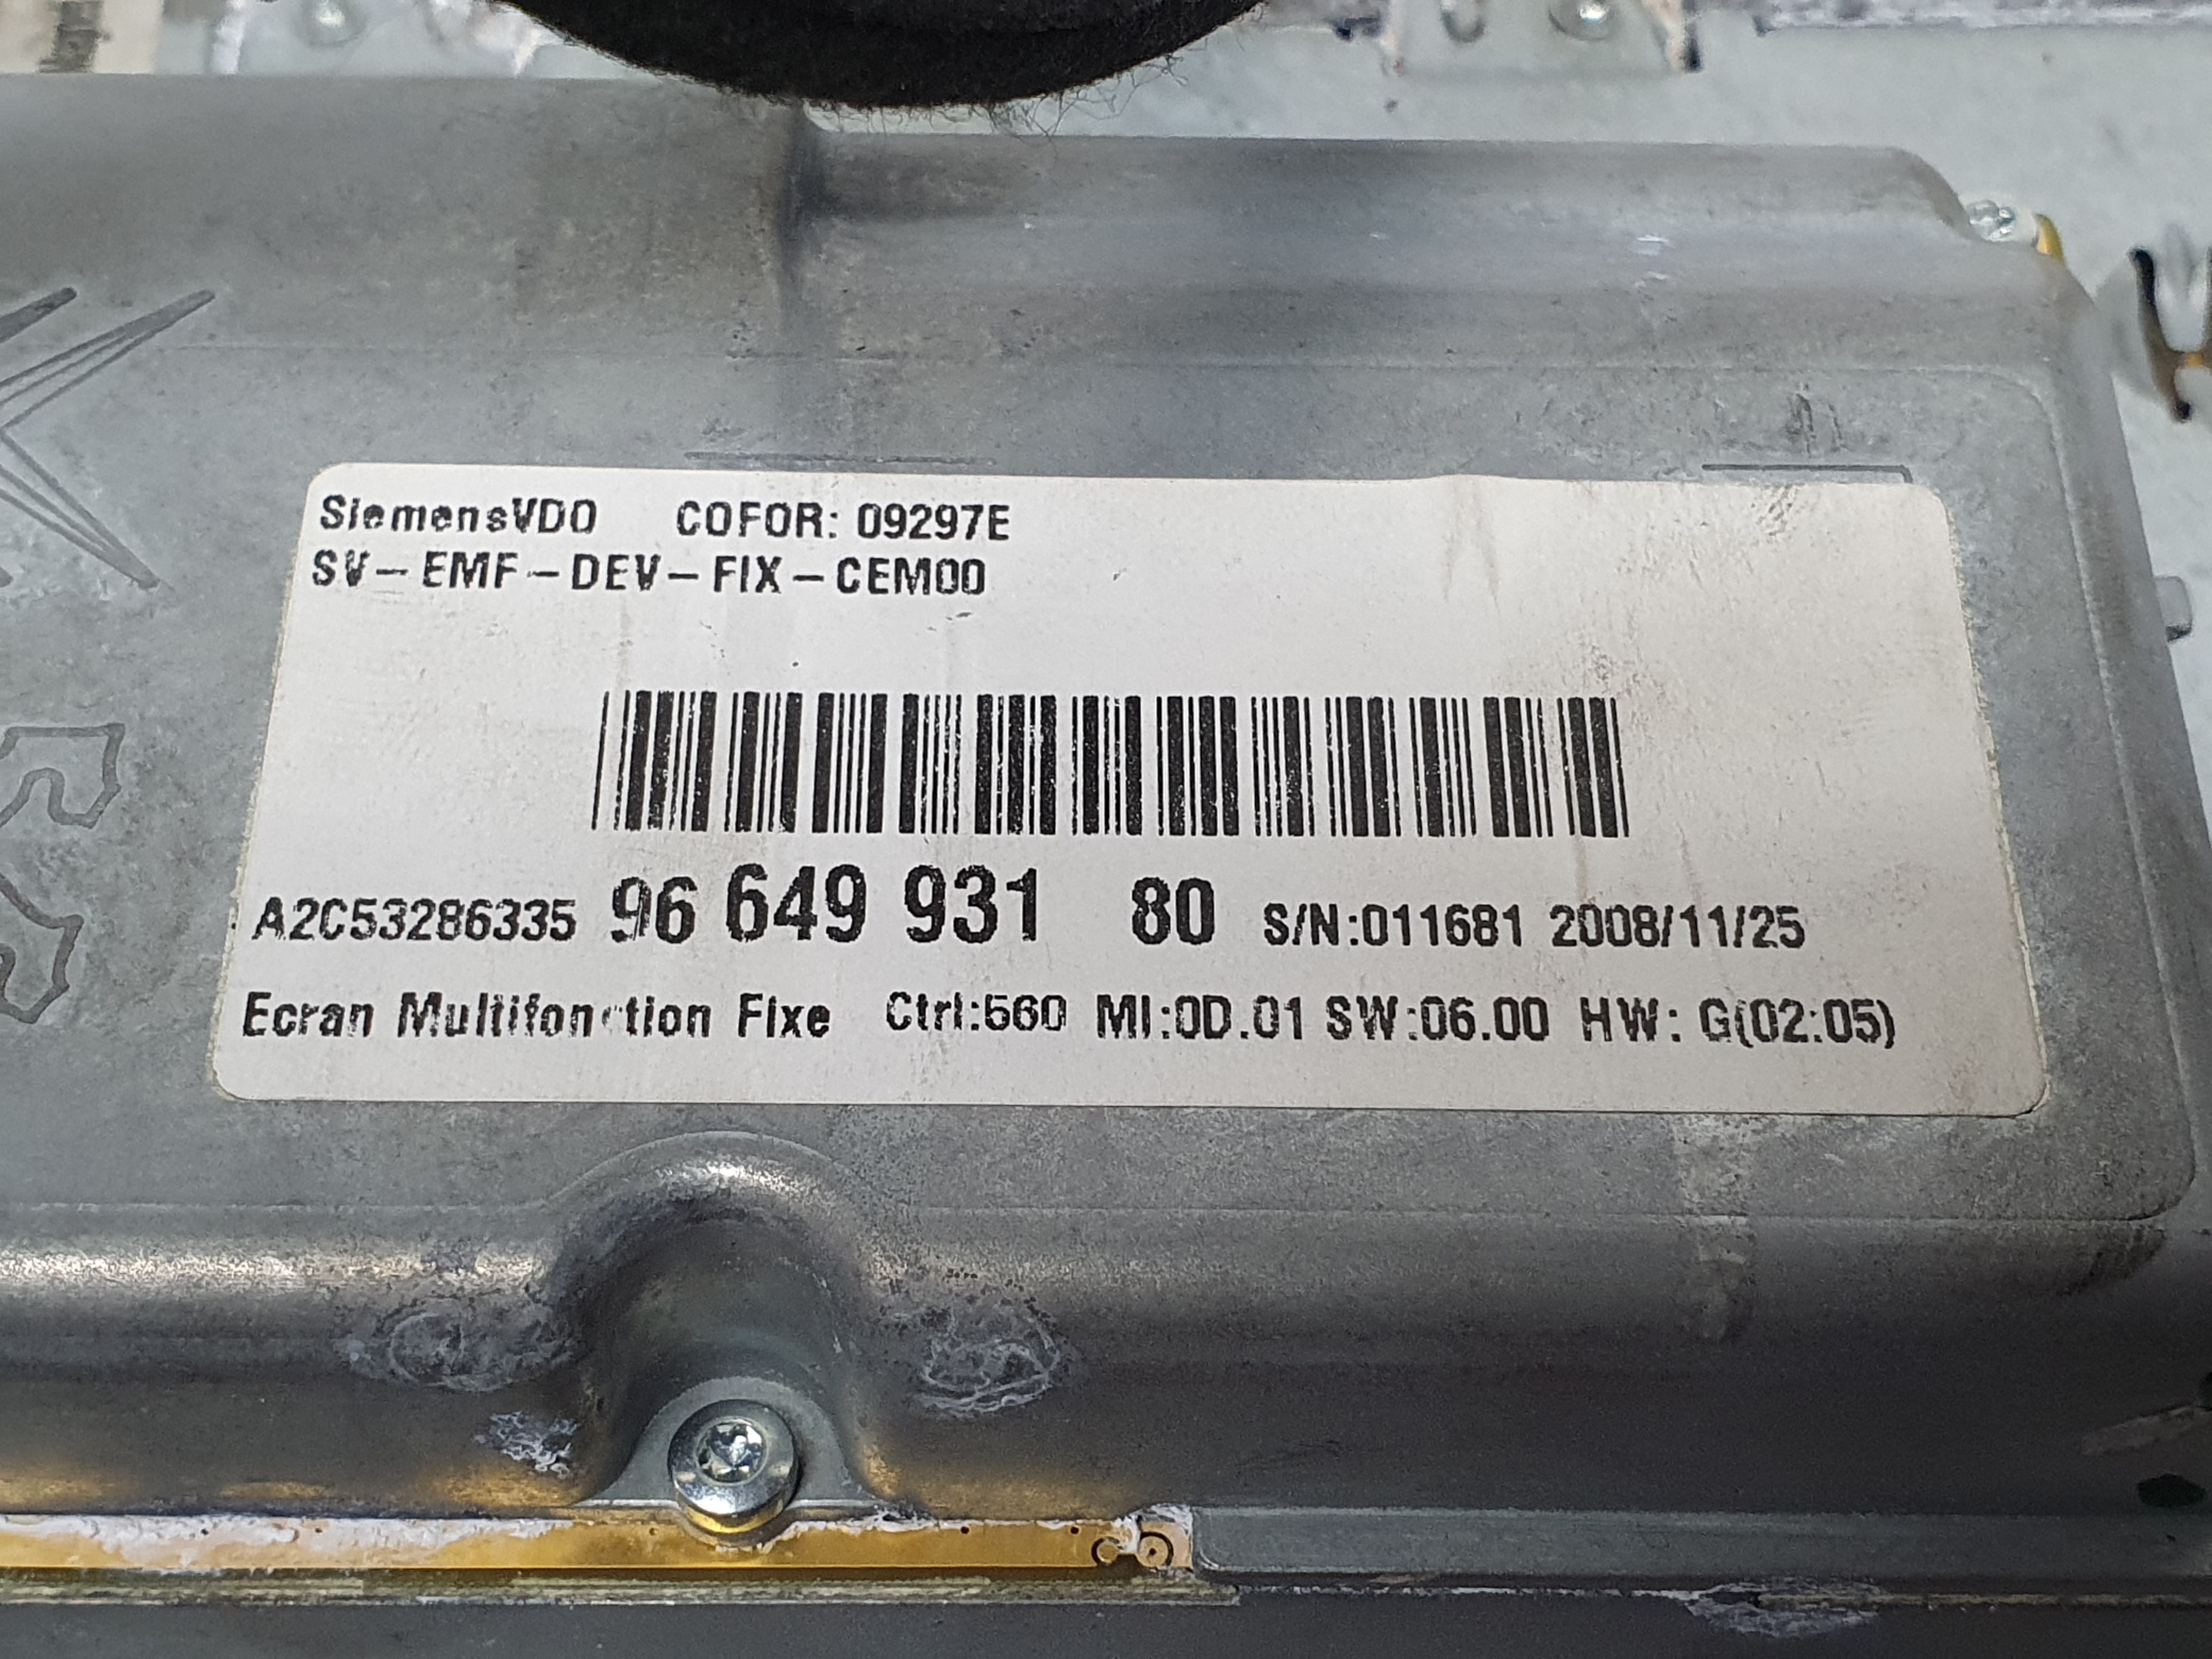 SiemensVDO COFOR: 09297E
SV-EMF-DEV-FIX-CEM00
A2C53286335 96 649 931 80 S/N:011681 2008/11/25
Ecran Multifonction Fixe Ctrl:560 MI:0D.01 SW:06.00 HW: G(02:05)